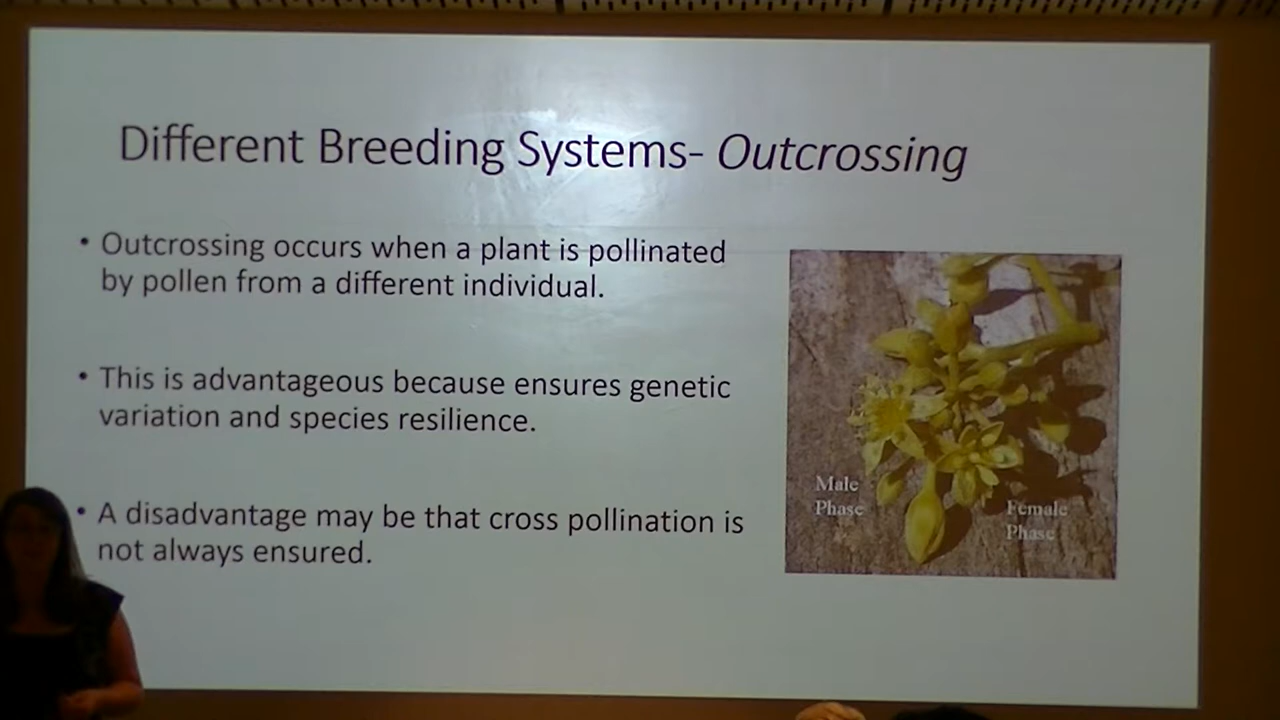 Different Breeding Systems- Outcrossing
• Outcrossing occurs when a plant is pollinated
by pollen from a different individual.
• This is advantageous because ensures genetic
variation and species resilience.
• A disadvantage may be that cross pollination is
not always ensured.
Male
Phase
Female
Phase